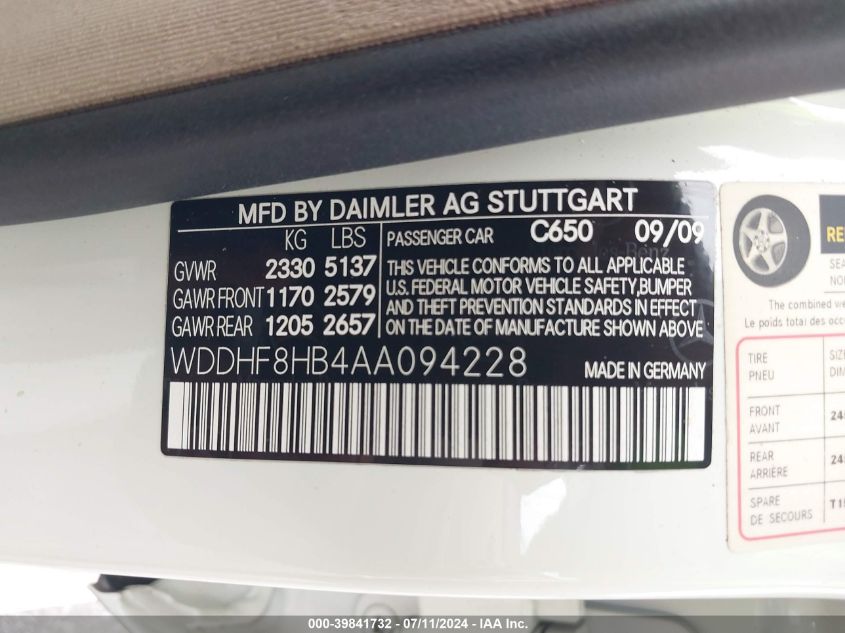 MFD BY DAIMLER AG STUTTGART
KG LBS
GVWR 2330 5137
GAWR FRONT 1170 2579
GAWR REAR 1205 2657
PASSENGER CAR C650 09/09
THIS VEHICLE CONFORMS TO ALL APPLICABLE
U.S. FEDERAL MOTOR VEHICLE SAFETY,BUMPER
AND THEFT PREVENTION STANDARDS IN EFFECT
ON THE DATE OF MANUFACTURE SHOWN ABOVE
WDDHF8HB4AA094228 MADE IN GERMANY
The combined
Le poids total des
TIRE
PNEU
FRONT
AVANT
REAR
ARRIÈRE
SPARE
DE SECOURS
000-39841732 - 07/11/2024 - IAA Inc.